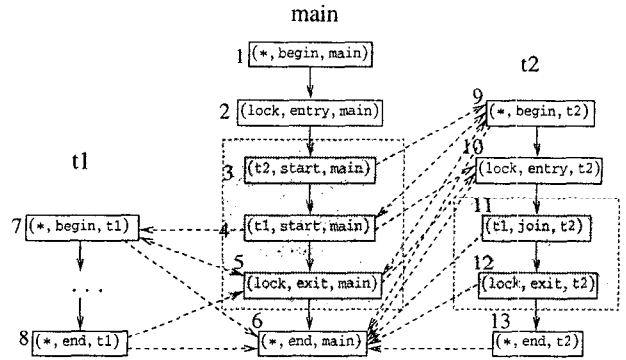 main
1 (*,begin,main)
t2
2 (lock,entry,main)
9 (*,begin,t2)
t1
3 (t2,start,main)
10 (lock,entry,t2)
7 (*,begin,t1)
4 (t1,start,main)
11 (t1,join,t2)
. . .
5 (lock,exit,main)
12 (lock,exit,t2)
8 (*,end,t1)
6 (*,end,main)
13 (*,end,t2)